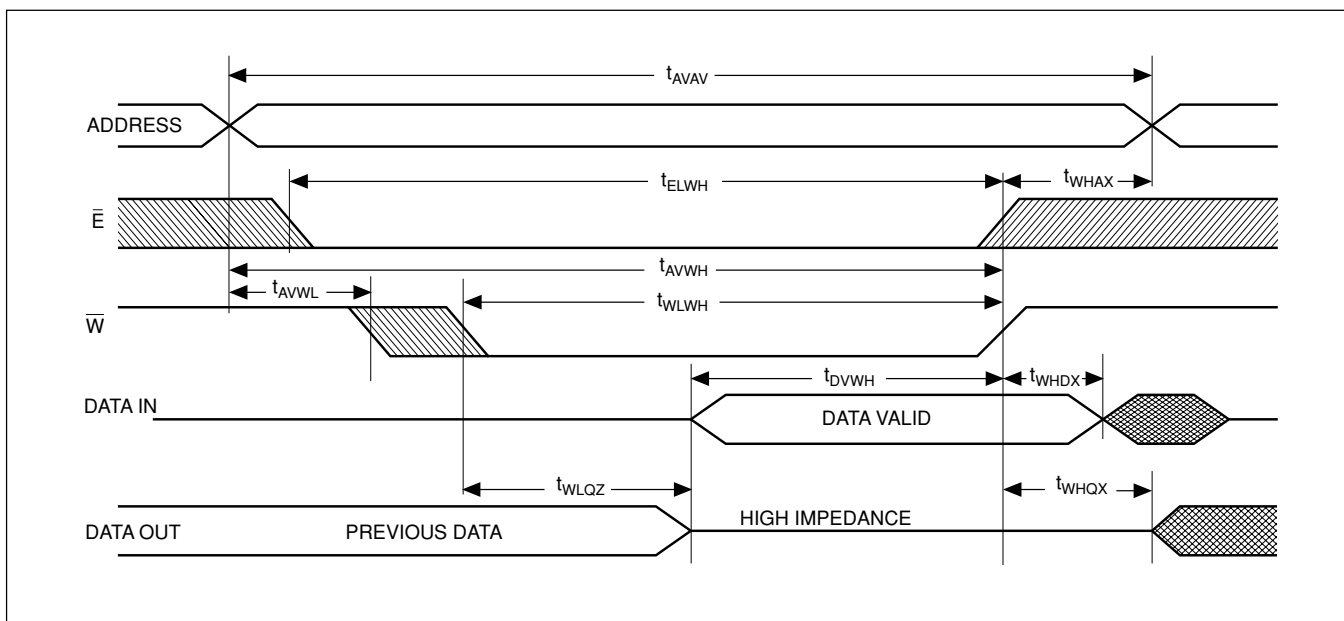 tAVAV
ADDRESS
tELWH
tWHAX
E̅
tAVWH
tAVWL
tWLWH
W̅
tDVWH
tWHDX
DATA IN
DATA VALID
tWLQZ
tWHQX
HIGH IMPEDANCE
DATA OUT
PREVIOUS DATA